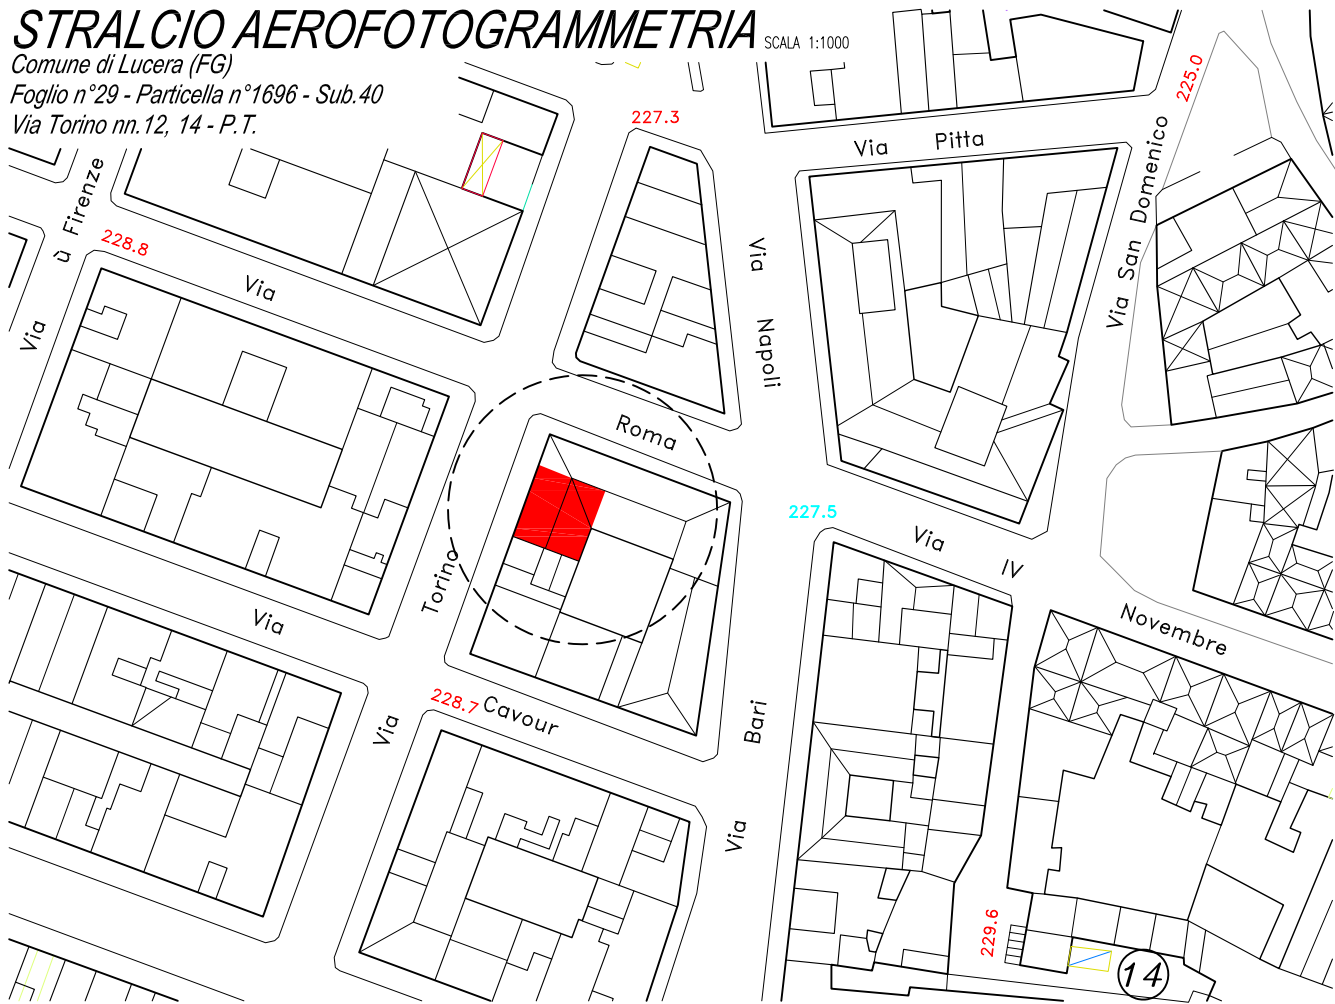 STRALCIO AEROFOTOGRAMMETRIA SCALA 1:1000
Comune di Lucera (FG)
Foglio n°29 - Particella n°1696 - Sub.40
Via Torino nn.12, 14 - P.T.
225.0
227.3
Via Pitta
Via San Domenico
Via ù Firenze
228.8
Via
Via Napoli
Roma
227.5
Via IV Novembre
Via Torino
Via
228.7
Cavour
Via Bari
229.6
14